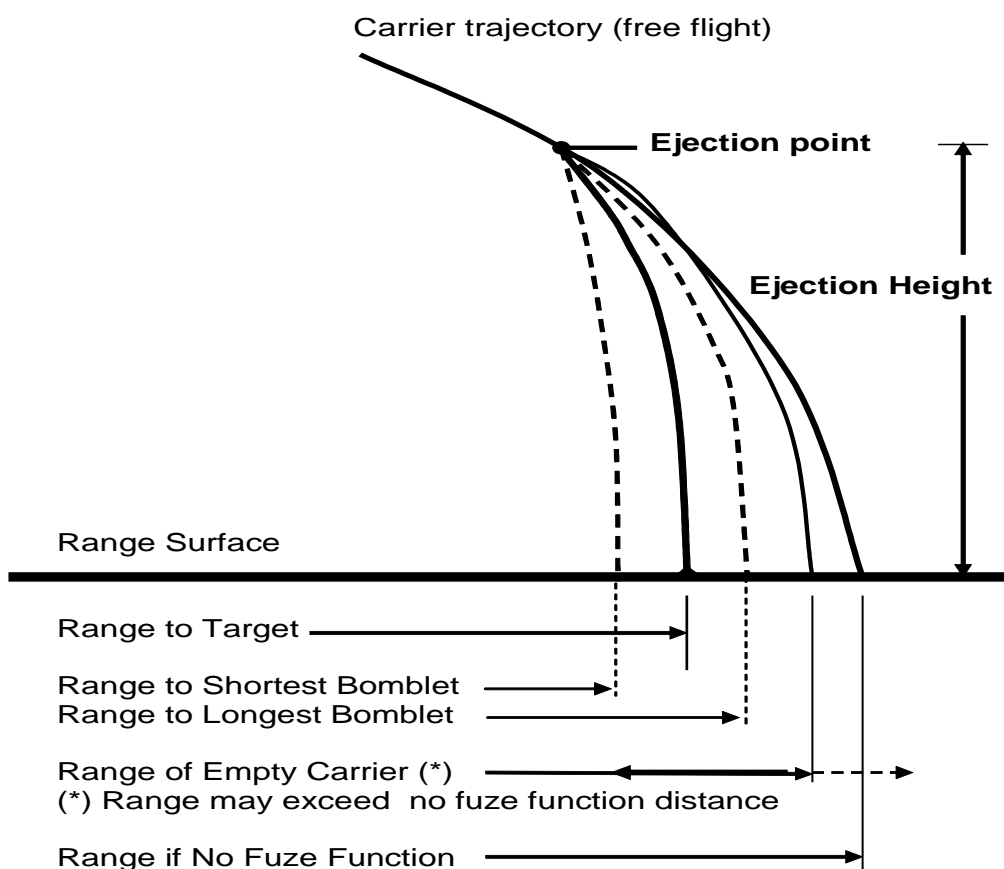 Carrier trajectory (free flight)
Ejection point
Ejection Height
Range Surface
Range to Target
Range to Shortest Bomblet
Range to Longest Bomblet
Range of Empty Carrier (*)
(*) Range may exceed no fuze function distance
Range if No Fuze Function